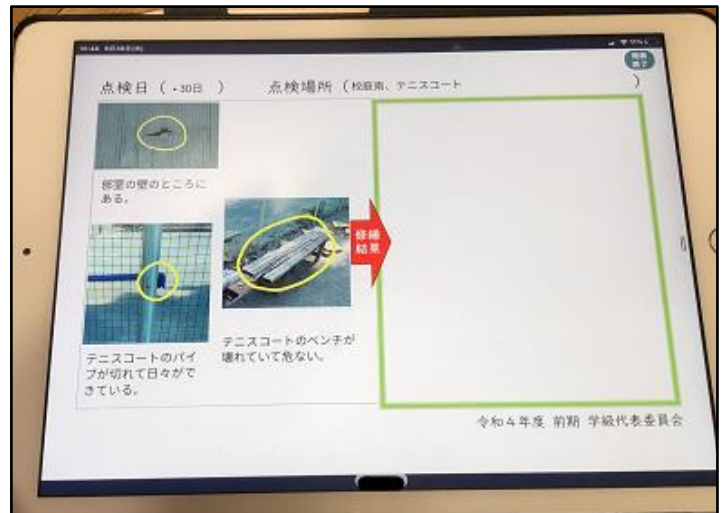 点検日（・30日　）　点検場所（校庭南、テニスコート　）
部室の壁のところに
ある。
テニスコートのパイ
プが切れて日々がで
きている。
テニスコートのベンチが
壊れていて危ない。
修繕
結果
令和4年度 前期 学級代表委員会